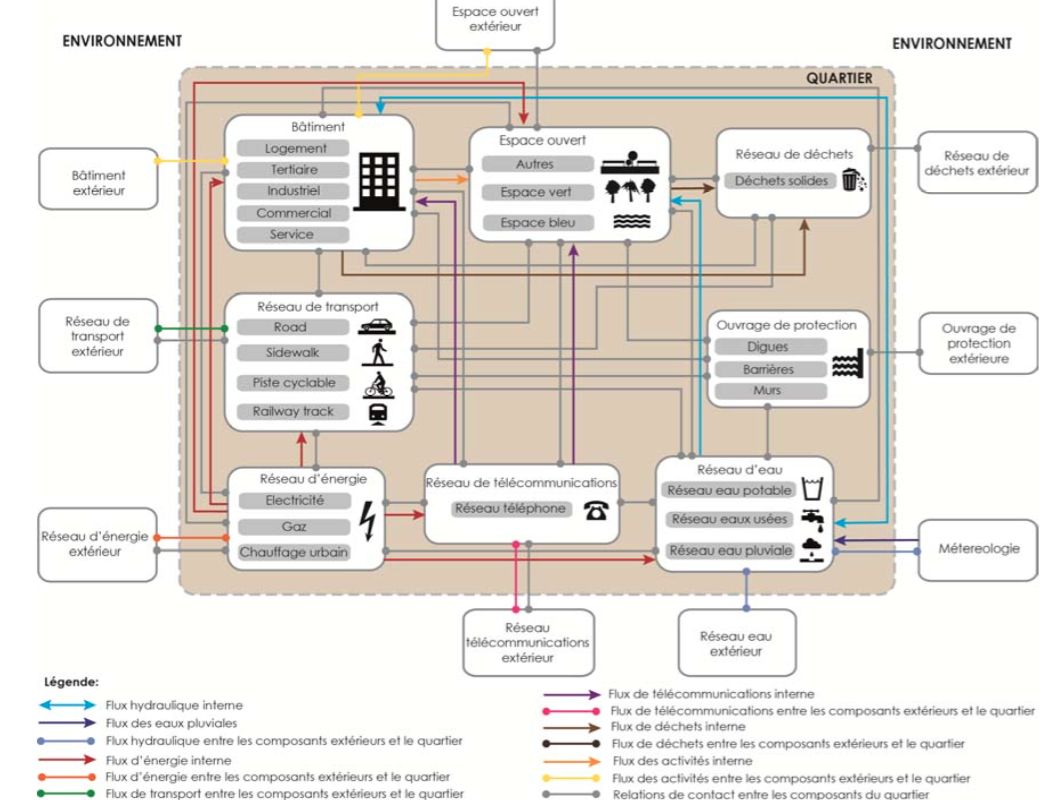 Espace ouvert
extérieur
ENVIRONNEMENT
ENVIRONNEMENT
QUARTIER
Bâtiment
Logement
Tertiaire
Industriel
Commercial
Service
Espace ouvert
Autres
Espace vert
Espace bleu
Réseau de déchets
Déchets solides
Réseau de
déchets extérieur
Bâtiment
extérieur
Réseau de
transport
extérieur
Réseau de transport
Road
Sidewalk
Piste cyclable
Railway track
Ouvrage de protection
Digues
Barrières
Murs
Ouvrage de
protection
extérieure
Réseau d'énergie
extérieur
Réseau d'énergie
Electricité
Gaz
Chauffage urbain
Réseau de télécommunications
Réseau téléphone
Réseau d'eau
Réseau eau potable
Réseau eaux usées
Réseau eau pluviale
Métereologie
Réseau
télécommunications
extérieur
Réseau eau
extérieur
Légende:
Flux hydraulique interne
Flux des eaux pluviales
Flux hydraulique entre les composants extérieurs et le quartier
Flux d'énergie interne
Flux d'énergie entre les composants extérieurs et le quartier
Flux de transport entre les composants extérieurs et le quartier
Flux de télécommunications interne
Flux de télécommunications entre les composants extérieurs et le quartier
Flux de déchets interne
Flux de déchets entre les composants extérieurs et le quartier
Flux des activités interne
Flux des activités entre les composants extérieurs et le quartier
Relations de contact entre les composants du quartier